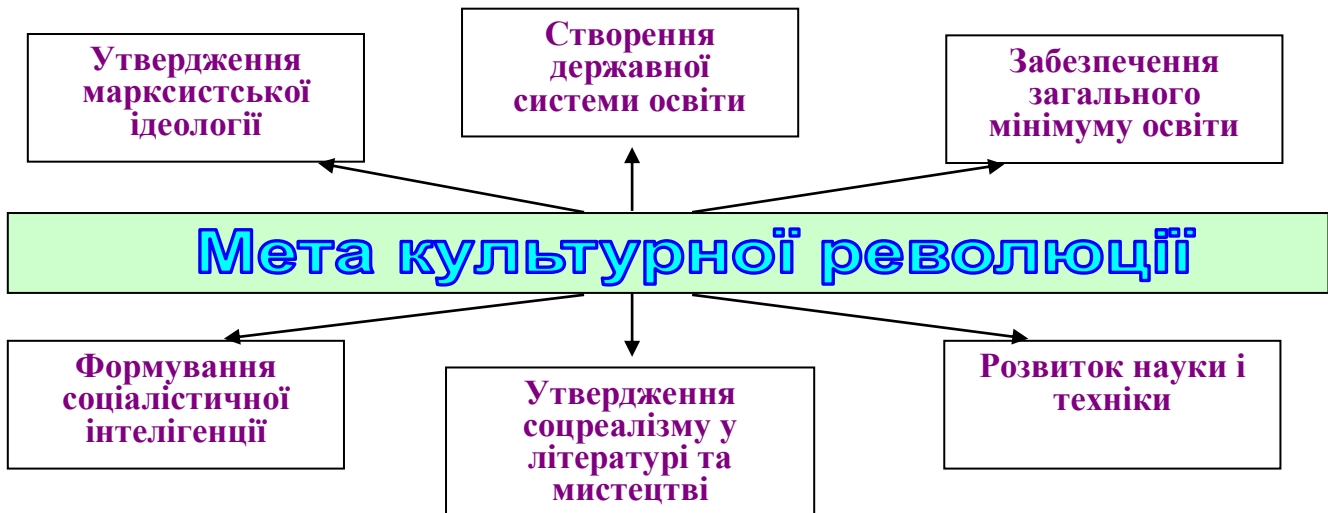 Утвердження
марксистської
ідеології
Створення
державної
системи освіти
Забезпечення
загального
мінімуму освіти
Мета культурної революції
Формування
соціалістичної
інтелігенції
Утвердження
соцреалізму у
літературі та
мистецтві
Розвиток науки і
техніки